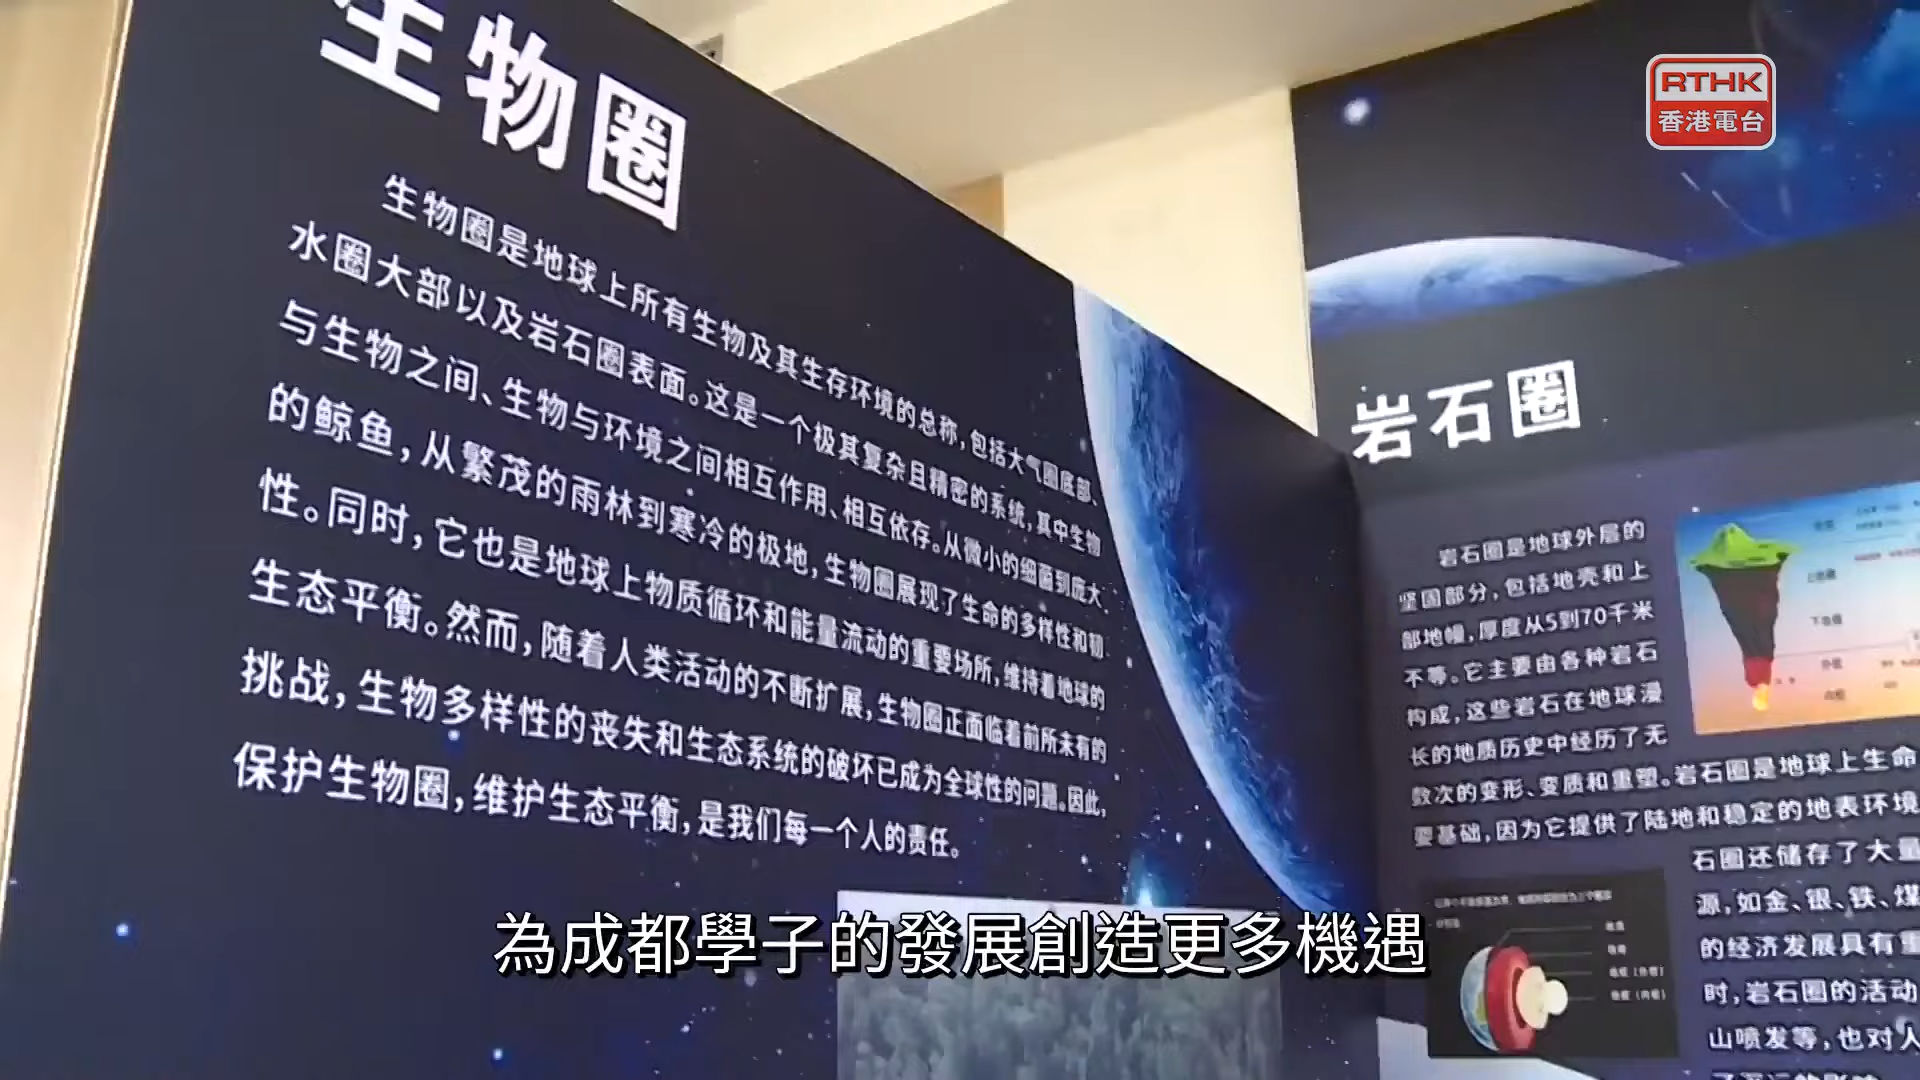 生物圈
生物圈是地球上所有生物及其生存环境的总称,包括大气圈底部、
水圈大部以及岩石圈表面。这是一个极其复杂且精密的系统,其中生物
与生物之间、生物与环境之间相互作用、相互依存。从微小的细菌到庞大
的鲸鱼,从繁茂的雨林到寒冷的极地,生物圈展现了生命的多样性和韧
性。同时,它也是地球上物质循环和能量流动的重要场所,维持着地球的
生态平衡。然而,随着人类活动的不断扩展,生物圈正面临着前所未有的
挑战,生物多样性的丧失和生态系统的破坏已成为全球性的问题。因此,
保护生物圈,维护生态平衡,是我们每一个人的责任。
RTHK
香港電台
岩石圈
岩石圈是地球外层的
坚固部分,包括地壳和上
部地幔,厚度从5到70千米
不等。它主要由各种岩石
构成,这些岩石在地球漫
长的地质历史中经历了无
数次的变形、变质和重塑。岩石圈是地球上生命
要基础,因为它提供了陆地和稳定的地表环境
石圈还储存了大量
源,如金、银、铁、煤
的经济发展具有重
时,岩石圈的活动
山喷发等,也对人
為成都學子的發展創造更多機遇